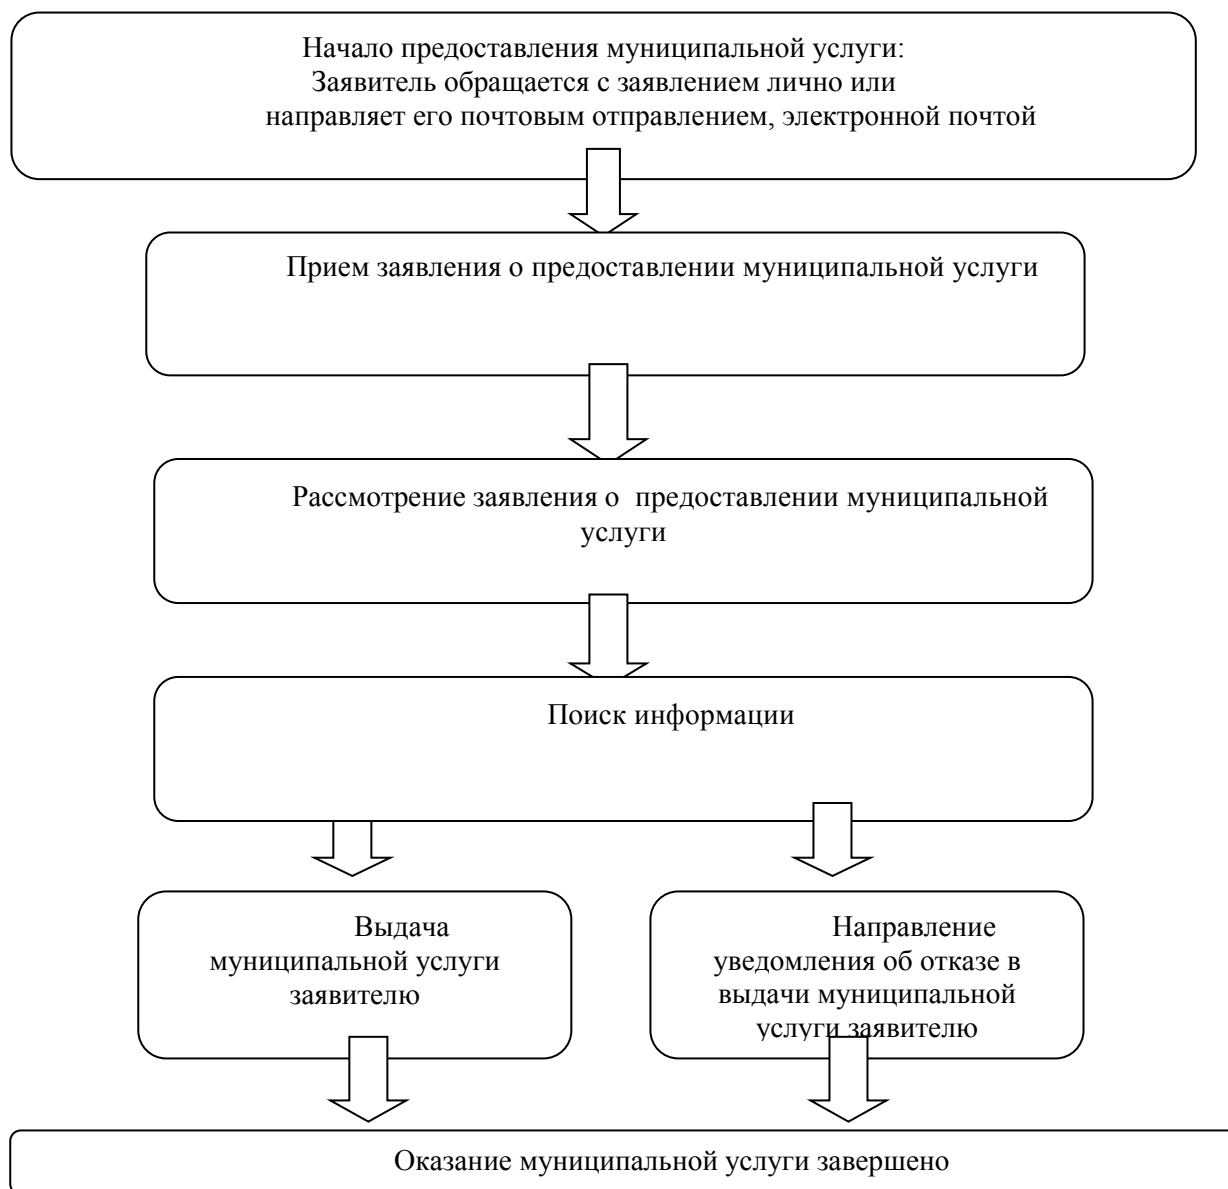 Начало предоставления муниципальной услуги:
Заявитель обращается с заявлением лично или
направляет его почтовым отправлением, электронной почтой
Прием заявления о предоставлении муниципальной услуги
Рассмотрение заявления о предоставлении муниципальной
услуги
Поиск информации
Выдача
муниципальной услуги
заявителю
Направление
уведомления об отказе в
выдачи муниципальной
услуги заявителю
Оказание муниципальной услуги завершено